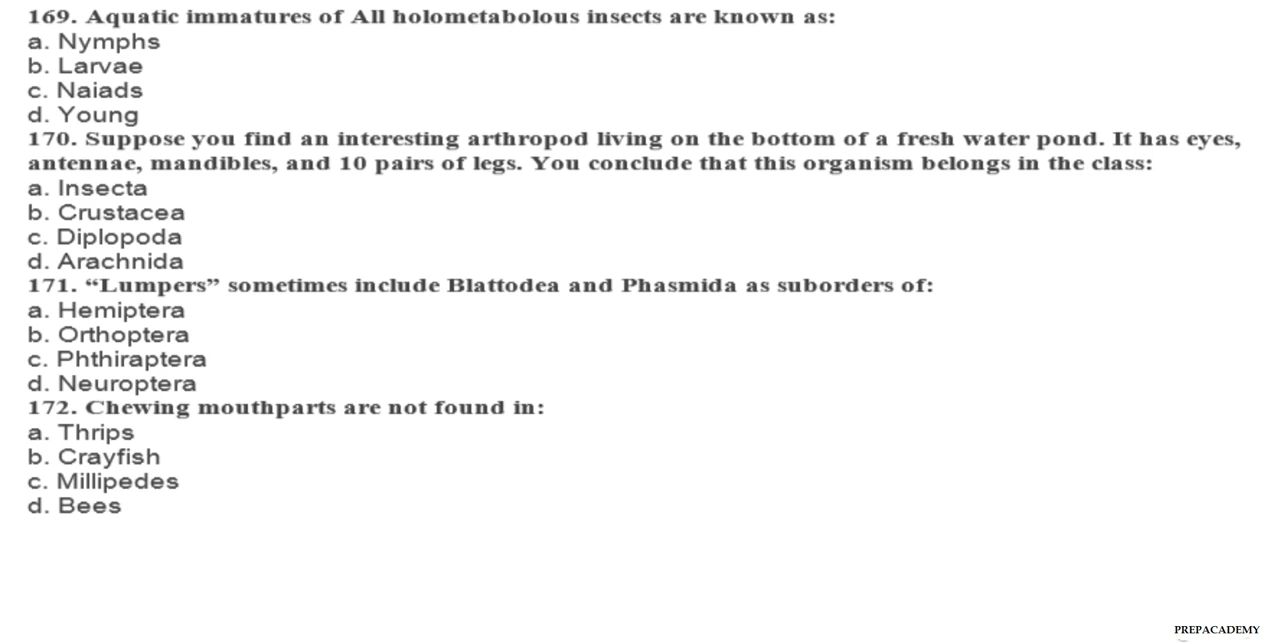 169. Aquatic immatures of All holometabolous insects are known as:
a. Nymphs
b. Larvae
c. Naiads
d. Young
170. Suppose you find an interesting arthropod living on the bottom of a fresh water pond. It has eyes,
antennae, mandibles, and 10 pairs of legs. You conclude that this organism belongs in the class:
a. Insecta
b. Crustacea
c. Diplopoda
d. Arachnida
171. “Lumpers” sometimes include Blattodea and Phasmida as suborders of:
a. Hemiptera
b. Orthoptera
c. Phthiraptera
d. Neuroptera
172. Chewing mouthparts are not found in:
a. Thrips
b. Crayfish
c. Millipedes
d. Bees
PREPACADEMY